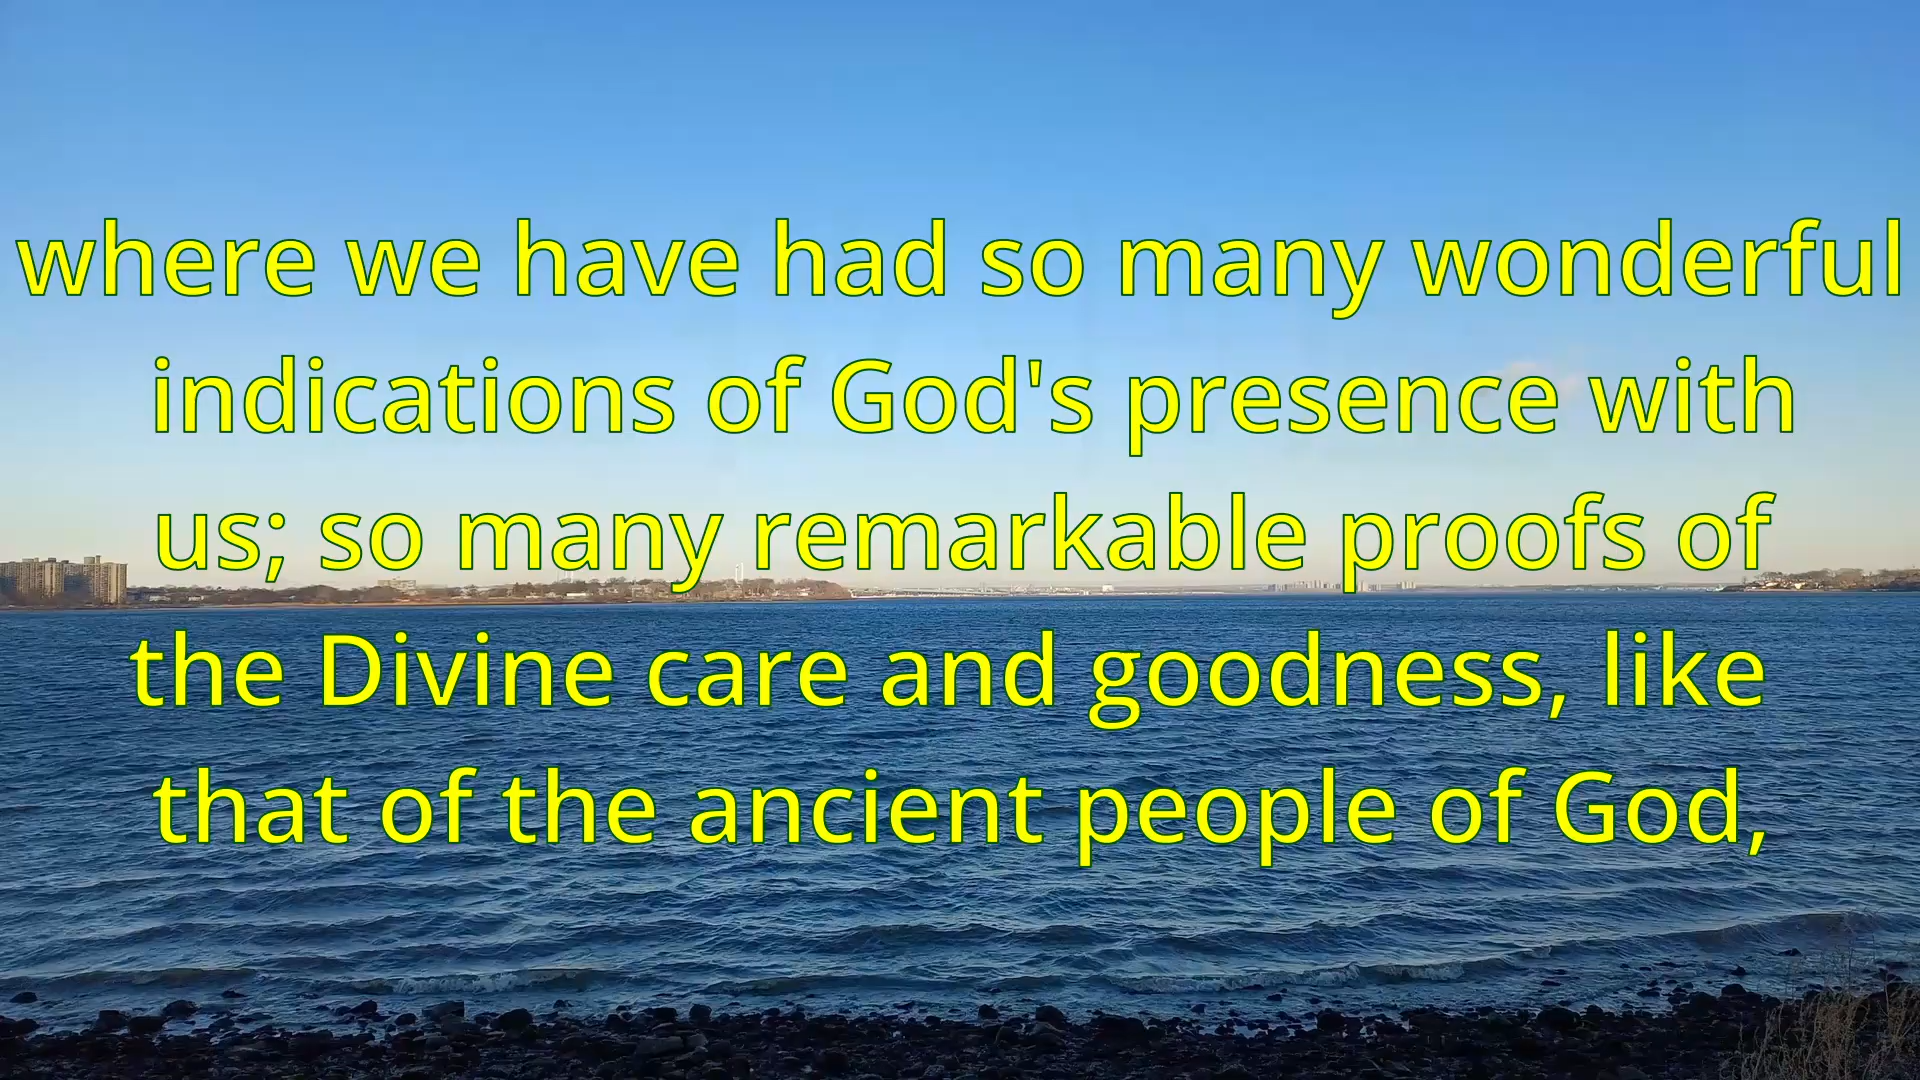 where we have had so many wonderful
indications of God's presence with
us; so many remarkable proofs of
the Divine care and goodness, like
that of the ancient people of God,